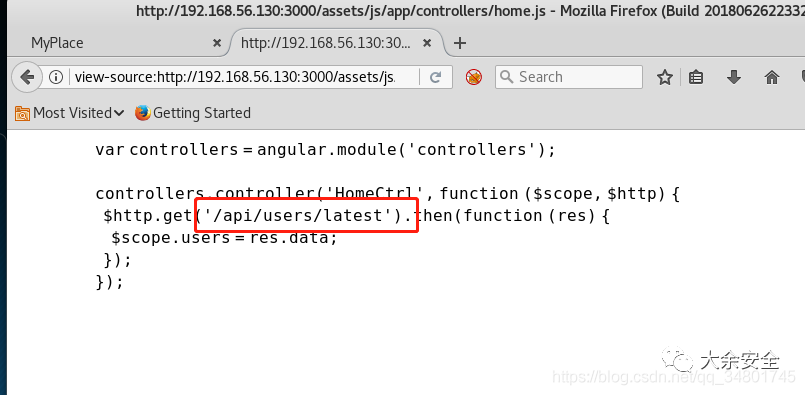 http://192.168.56.130:3000/assets/js/app/controllers/home.js - Mozilla Firefox (Build 2018062622332
MyPlace × http://192.168.56.130:30... × +
view-source:http://192.168.56.130:3000/assets/js. Search
Most Visited Getting Started
var controllers = angular.module('controllers');
controllers.controller('HomeCtrl', function ($scope, $http) {
$http.get('/api/users/latest').then(function (res) {
$scope.users = res.data;
});
});
大余安全
https://blog.csdn.net/qq_34801745